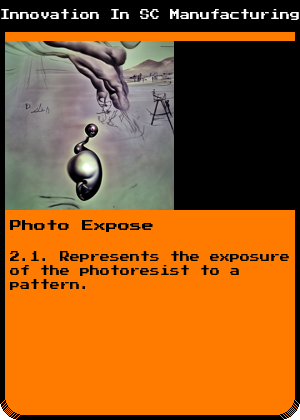 Innovation In SC Manufacturing
Photo Expose
2.1. Represents the exposure
of the photoresist to a
pattern.